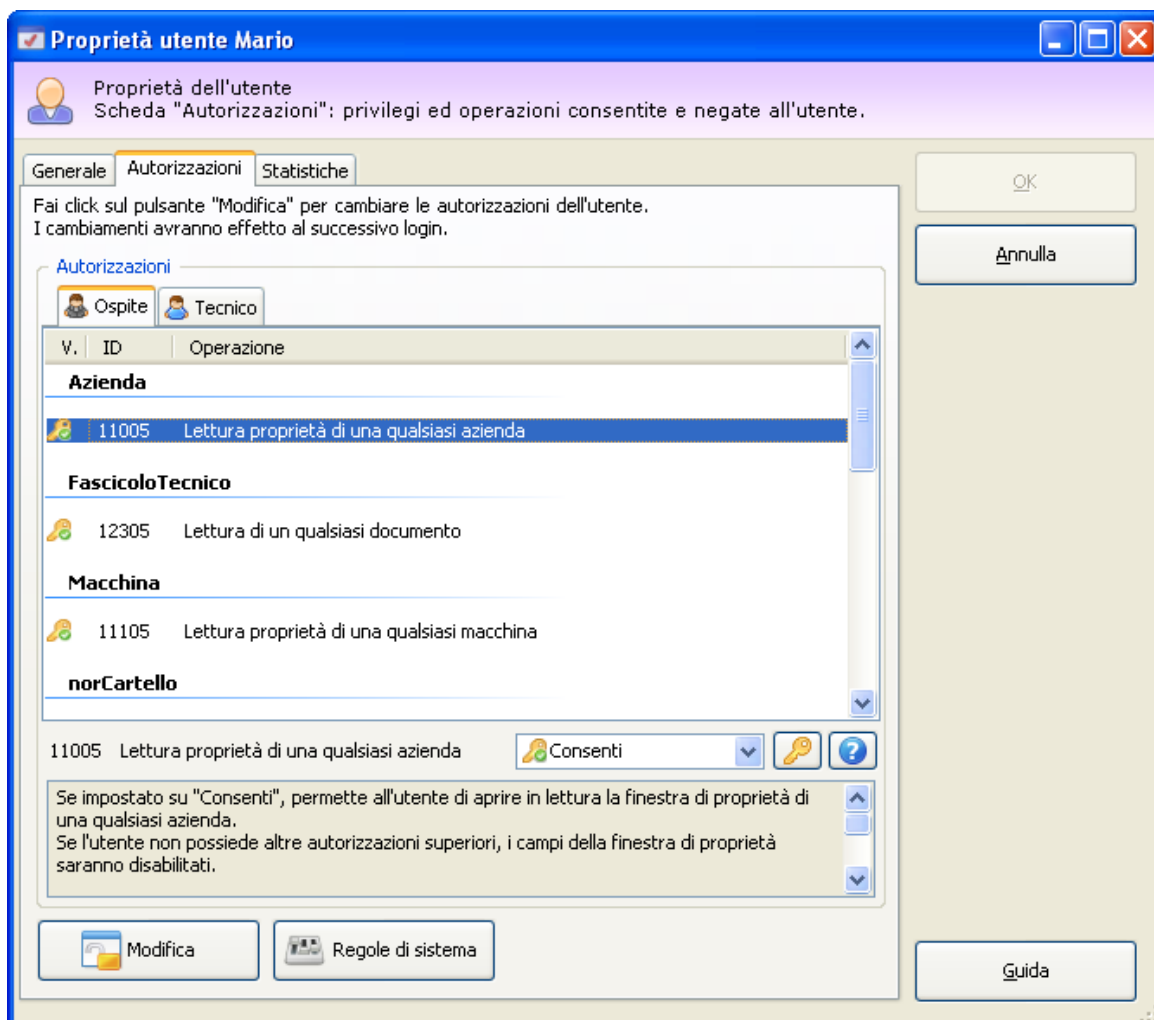 Proprietà utente Mario
Proprietà dell'utente
Scheda "Autorizzazioni": privilegi ed operazioni consentite e negate all'utente.
Generale Autorizzazioni Statistiche
OK
Fai click sul pulsante "Modifica" per cambiare le autorizzazioni dell'utente.
I cambiamenti avranno effetto al successivo login.
Annulla
Autorizzazioni
Ospite Tecnico
V. ID Operazione
Azienda
11005 Lettura proprietà di una qualsiasi azienda
FascicoloTecnico
12305 Lettura di un qualsiasi documento
Macchina
11105 Lettura proprietà di una qualsiasi macchina
norCartello
11005 Lettura proprietà di una qualsiasi azienda Consenti
Se impostato su "Consenti", permette all'utente di aprire in lettura la finestra di proprietà di
una qualsiasi azienda.
Se l'utente non possiede altre autorizzazioni superiori, i campi della finestra di proprietà
saranno disabilitati.
Modifica Regole di sistema
Guida